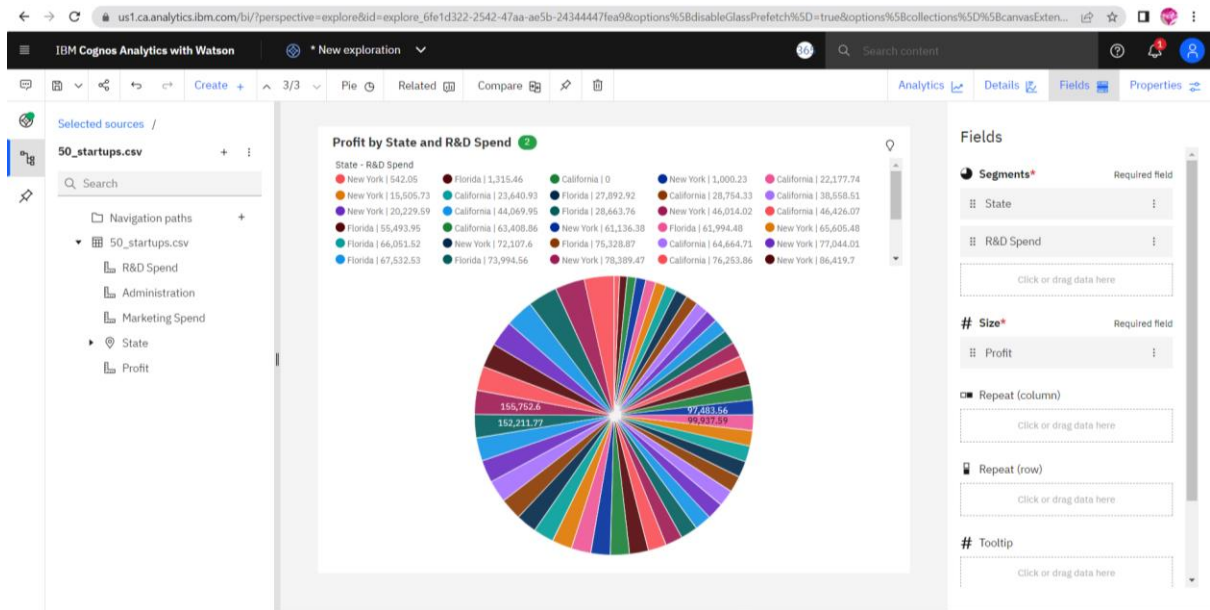 us1.ca.analytics.ibm.com/bi/?perspective=explore&id=explore_6fe1d322-2542-47aa-ae5b-24344447fea9&options%5BdisableGlassPrefetch%5D=true&options%5Bcollections%5D%5BcanvasExten...
IBM Cognos Analytics with Watson
* New exploration
Search content
1
Create +
3/3
Pie
Related
Compare
Analytics
Details
Fields
Properties
Selected sources /
50_startups.csv
Search
Navigation paths
50_startups.csv
R&D Spend
Administration
Marketing Spend
State
Profit
Profit by State and R&D Spend 2
State - R&D Spend
New York | 542.05 Florida | 1,315.46 California | 0 New York | 1,000.23 California | 22,177.74
New York | 15,505.73 California | 23,640.93 Florida | 27,892.92 California | 28,754.33 California | 38,558.51
New York | 20,229.59 California | 44,069.95 Florida | 28,663.76 New York | 46,014.02 California | 46,426.07
Florida | 55,493.95 California | 63,408.86 New York | 61,136.38 Florida | 61,994.48 New York | 65,605.48
Florida | 66,051.52 New York | 72,107.6 Florida | 75,328.87 California | 64,664.71 New York | 77,044.01
Florida | 67,532.53 Florida | 73,994.56 New York | 78,389.47 California | 76,253.86 New York | 86,419.7
155,752.6
152,211.77
97,483.56
99,937.59
Fields
Segments* Required field
State
R&D Spend
Click or drag data here
# Size* Required field
Profit
Repeat (column)
Click or drag data here
Repeat (row)
Click or drag data here
# Tooltip
Click or drag data here